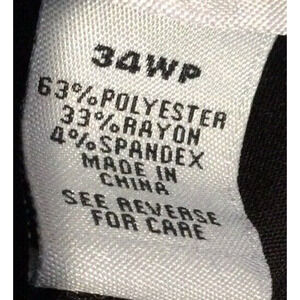 34WP
63%POLYESTER
33%RAYON
4%SPANDEX
MADE IN
CHINA
SEE REVERSE
FOR CARE